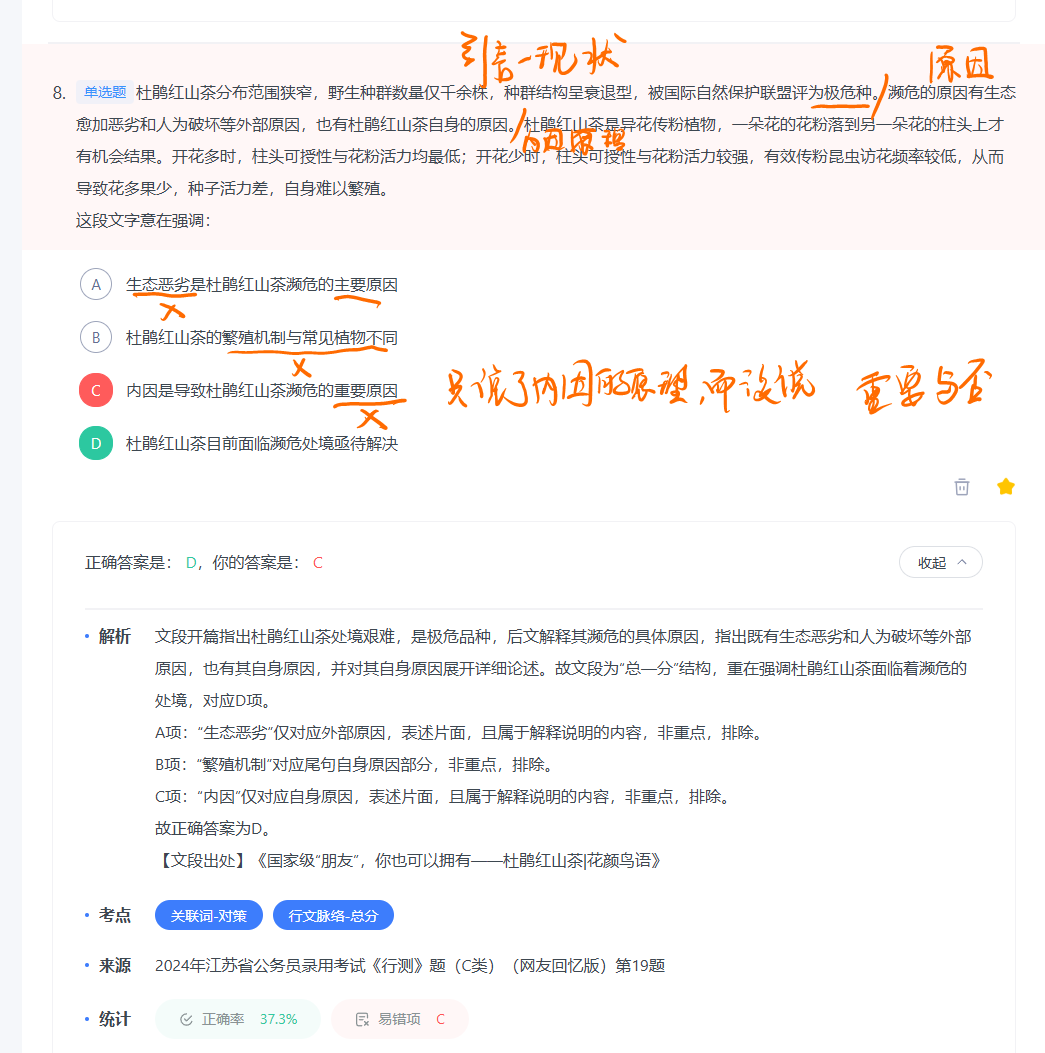 引言-现状
原因
8. 单选题 杜鹃红山茶分布范围狭窄，野生种群数量仅千余株，种群结构呈衰退型，被国际自然保护联盟评为极危种。濒危的原因有生态
愈加恶劣和人为破坏等外部原因，也有杜鹃红山茶自身的原因。杜鹃红山茶是异花传粉植物，一朵花的花粉落到另一朵花的柱头上才
内因
有机会结果。开花多时，柱头可授性与花粉活力均最低；开花少时，柱头可授性与花粉活力较强，有效传粉昆虫访花频率较低，从而
导致花多果少，种子活力差，自身难以繁殖。
这段文字意在强调：
A 生态恶劣是杜鹃红山茶濒危的主要原因
B 杜鹃红山茶的繁殖机制与常见植物不同
C 内因是导致杜鹃红山茶濒危的重要原因
只说了内因的原理，而没说 重要与否
D 杜鹃红山茶目前面临濒危处境亟待解决
正确答案是： D，你的答案是： C
收起
解析 文段开篇指出杜鹃红山茶处境艰难，是极危品种，后文解释其濒危的具体原因，指出既有生态恶劣和人为破坏等外部
原因，也有其自身原因，并对其自身原因展开详细论述。故文段为“总—分”结构，重在强调杜鹃红山茶面临着濒危的
处境，对应D项。
A项：“生态恶劣”仅对应外部原因，表述片面，且属于解释说明的内容，非重点，排除。
B项：“繁殖机制”对应尾句自身原因部分，非重点，排除。
C项：“内因”仅对应自身原因，表述片面，且属于解释说明的内容，非重点，排除。
故正确答案为D。
【文段出处】《国家级“朋友”，你也可以拥有——杜鹃红山茶|花颜鸟语》
考点 关联词-对策 行文脉络-总分
来源 2024年江苏省公务员录用考试《行测》题（C类）（网友回忆版）第19题
统计 正确率 37.3% 易错项 C